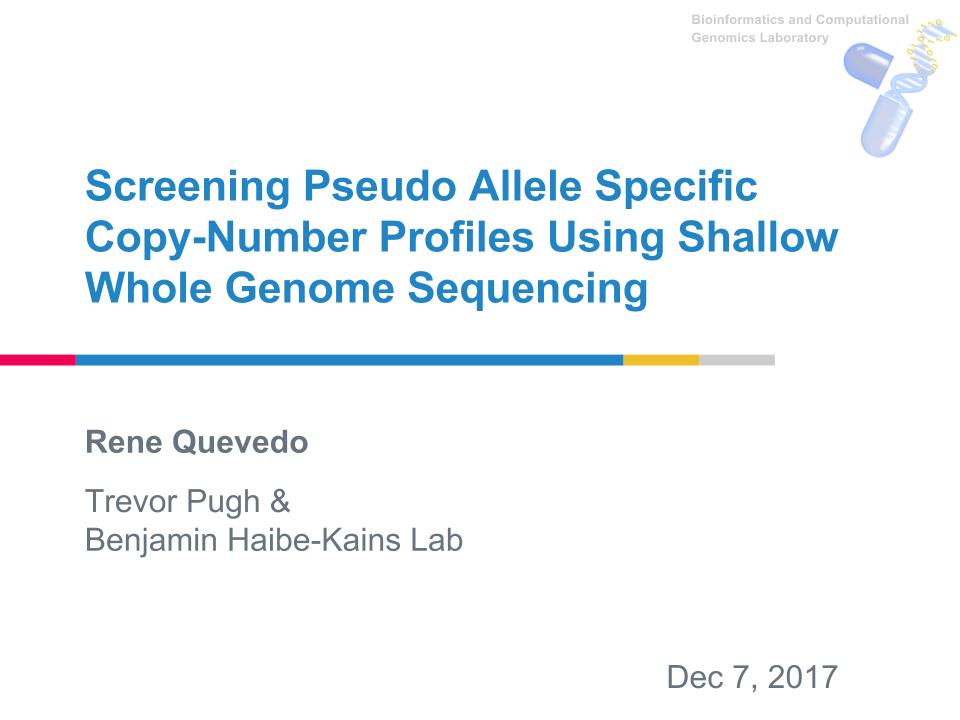 Bioinformatics and Computational
Genomics Laboratory
Screening Pseudo Allele Specific
Copy-Number Profiles Using Shallow
Whole Genome Sequencing
Rene Quevedo
Trevor Pugh &
Benjamin Haibe-Kains Lab
Dec 7, 2017